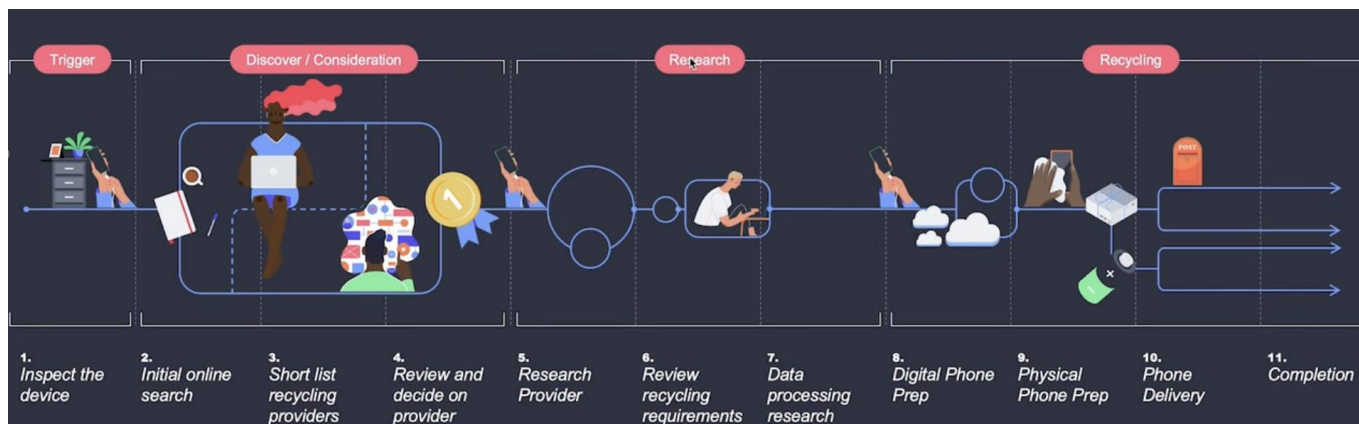 Trigger
Discover / Consideration
Research
Recycling
POST
1
1.
Inspect the
device
2.
Initial online
search
3.
Short list
recycling
providers
4.
Review and
decide on
provider
5.
Research
Provider
6.
Review
recycling
requirements
7.
Data
processing
research
8.
Digital Phone
Prep
9.
Physical
Phone Prep
10.
Phone
Delivery
11.
Completion